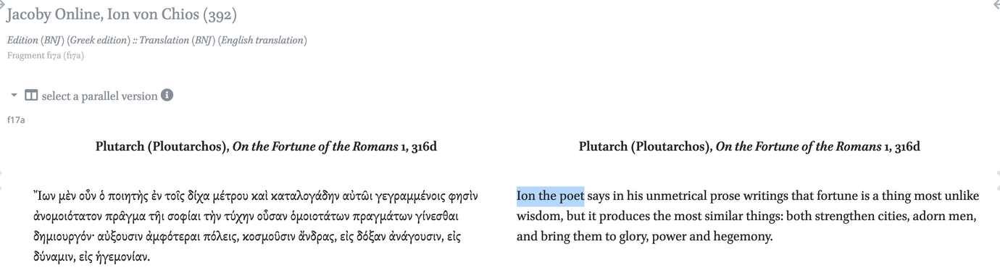 Jacoby Online, Ion von Chios (392)
Edition (BNJ) (Greek edition) :: Translation (BNJ) (English translation)
Fragment f17a (f17a)
select a parallel version
f17a
Plutarch (Ploutarchos), On the Fortune of the Romans 1, 316d
Ἴων μὲν οὖν ὁ ποιητὴς ἐν τοῖς δίχα μέτρου καὶ καταλογάδην αὐτῶι γεγραμμένοις φησὶν
ἀνομοιότατον πρᾶγμα τῆι σοφίαι τὴν τύχην οὖσαν ὁμοιοτάτων πραγμάτων γίνεσθαι
δημιουργόν· αὔξουσιν ἀμφότεραι πόλεις, κοσμοῦσιν ἄνδρας, εἰς δόξαν ἀνάγουσιν, εἰς
δύναμιν, εἰς ἡγεμονίαν.
Plutarch (Ploutarchos), On the Fortune of the Romans 1, 316d
Ion the poet says in his unmetrical prose writings that fortune is a thing most unlike
wisdom, but it produces the most similar things: both strengthen cities, adorn men,
and bring them to glory, power and hegemony.